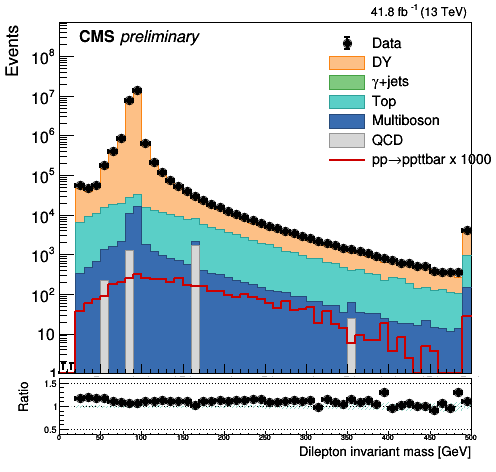 41.8 fb⁻¹ (13 TeV)
CMS preliminary
Events
Data
DY
γ+jets
Top
Multiboson
QCD
pp→ppttbar x 1000
10⁸
10⁷
10⁶
10⁵
10⁴
10³
10²
10
1
Ratio
1.5
1
0.5
0 50 100 150 200 250 300 350 400 450 500
Dilepton invariant mass [GeV]